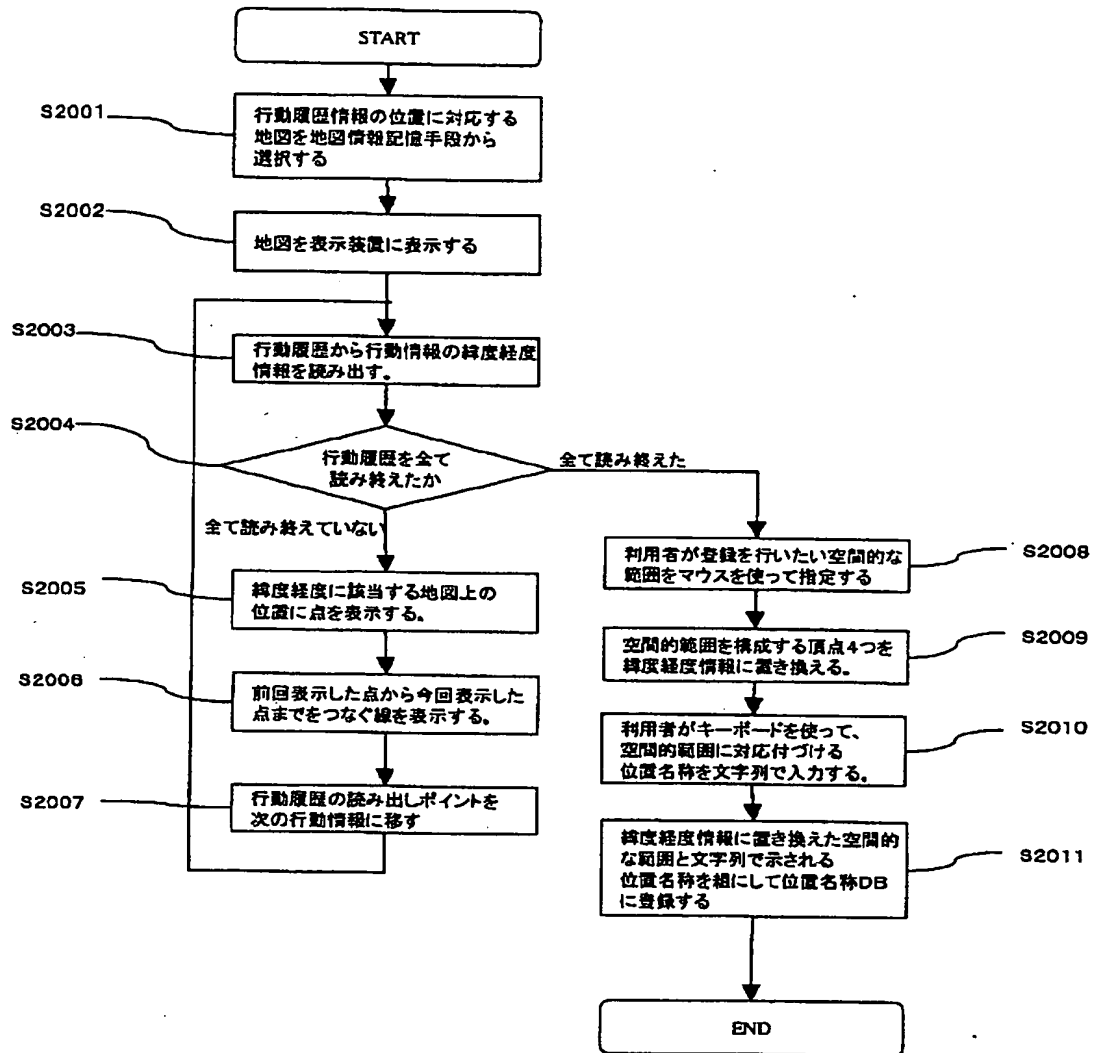 START
S2001
行動履歴情報の位置に対応する
地図を地図情報記憶手段から
選択する
S2002
地図を表示装置に表示する
S2003
行動履歴から行動情報の緯度経度
情報を読み出す。
S2004
行動履歴を全て
読み終えたか
全て読み終えた
全て読み終えていない
S2005
緯度経度に該当する地図上の
位置に点を表示する。
S2006
前回表示した点から今回表示した
点までをつなぐ線を表示する。
S2007
行動履歴の読み出しポイントを
次の行動情報に移す
利用者が登録を行いたい空間的な
範囲をマウスを使って指定する
S2008
空間的範囲を構成する頂点4つを
緯度経度情報に置き換える。
S2009
利用者がキーボードを使って、
空間的範囲に対応付づける
位置名称を文字列で入力する。
S2010
緯度経度情報に置き換えた空間的
な範囲と文字列で示される
位置名称を組にして位置名称DB
に登録する
S2011
END